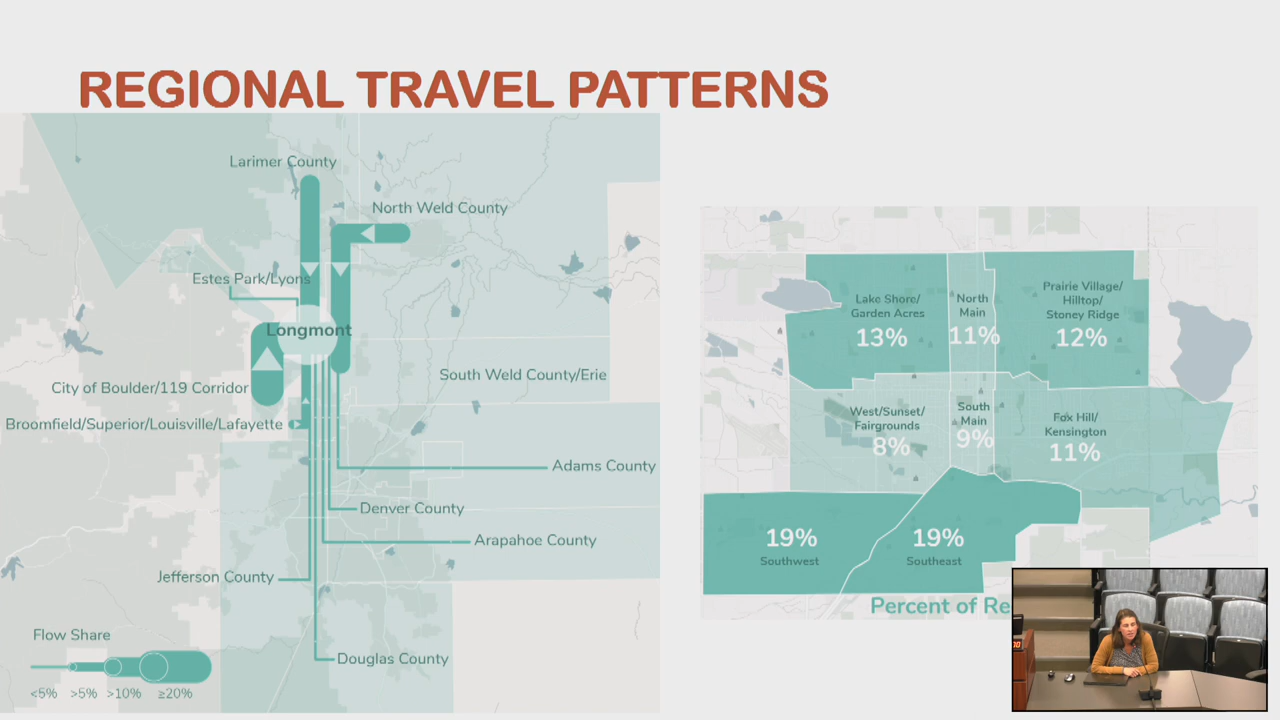 REGIONAL TRAVEL PATTERNS
Larimer County
North Weld County
Estes Park/Lyons
Longmont
City of Boulder/119 Corridor
South Weld County/Erie
Broomfield/Superior/Louisville/Lafayette
Adams County
Denver County
Arapahoe County
Jefferson County
Douglas County
Flow Share
<5% >5% >10% ≥20%
Lake Shore/
Garden Acres
13%
North
Main
11%
Prairie Village/
Hilltop/
Stoney Ridge
12%
West/Sunset/
Fairgrounds
8%
South
Main
9%
Fox Hill/
Kensington
11%
19%
Southwest
19%
Southeast
Percent of Re